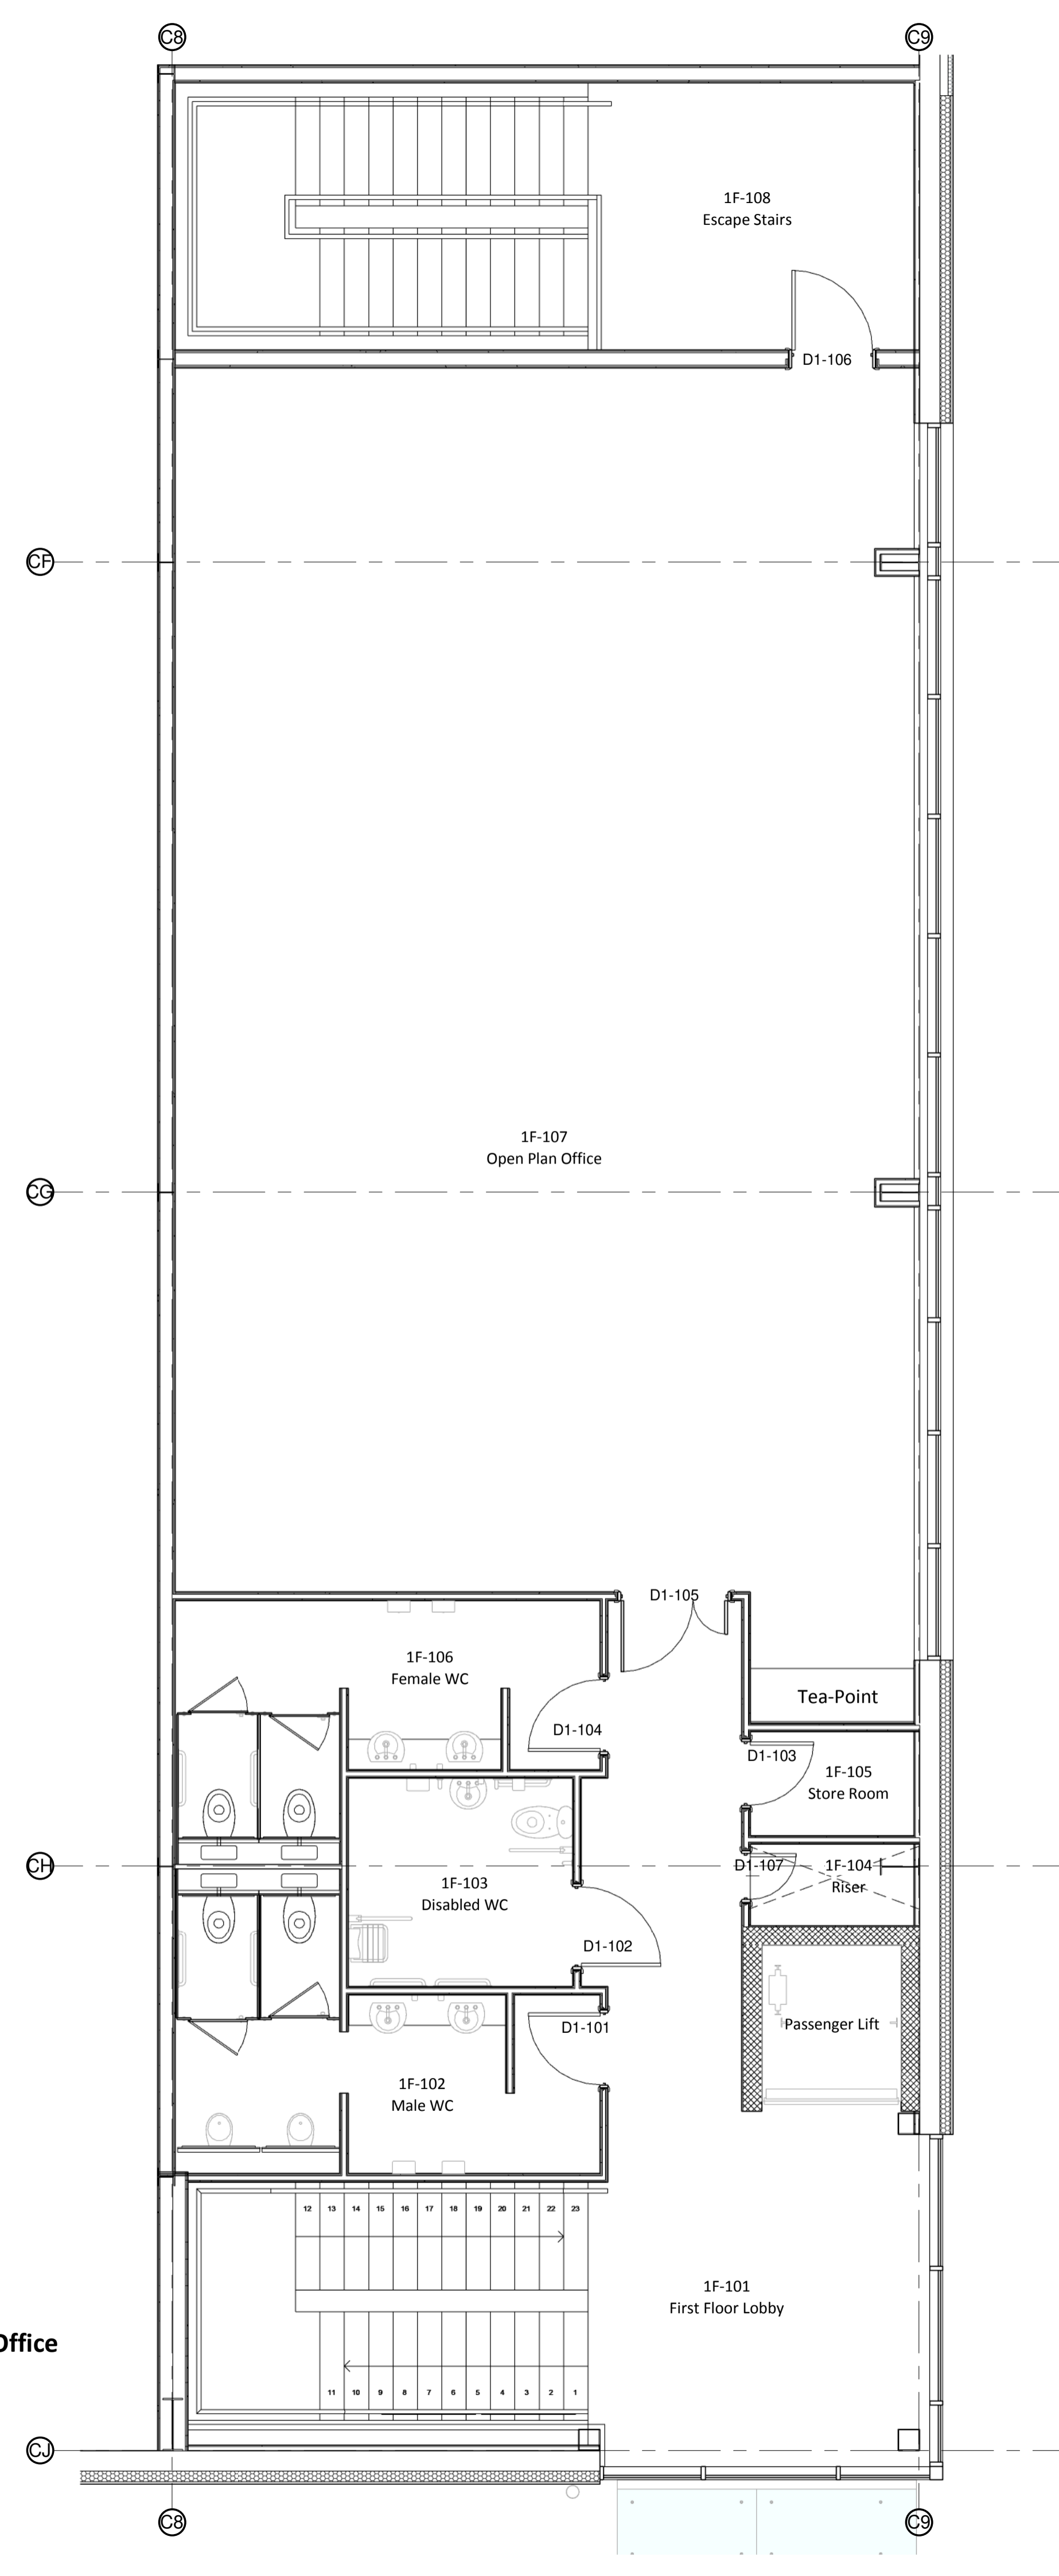 C8
C9
1F-108
Escape Stairs
D1-106
CF
1F-107
Open Plan Office
CG
D1-105
1F-106
Female WC
Tea-Point
D1-104
D1-103
1F-105
Store Room
CH
D1-107
1F-104
Riser
1F-103
Disabled WC
D1-102
Passenger Lift
D1-101
1F-102
Male WC
12 13 14 15 16 17 18 19 20 21 22 23
1F-101
First Floor Lobby
Office
11 10 9 8 7 6 5 4 3 2 1
CJ
C8
C9